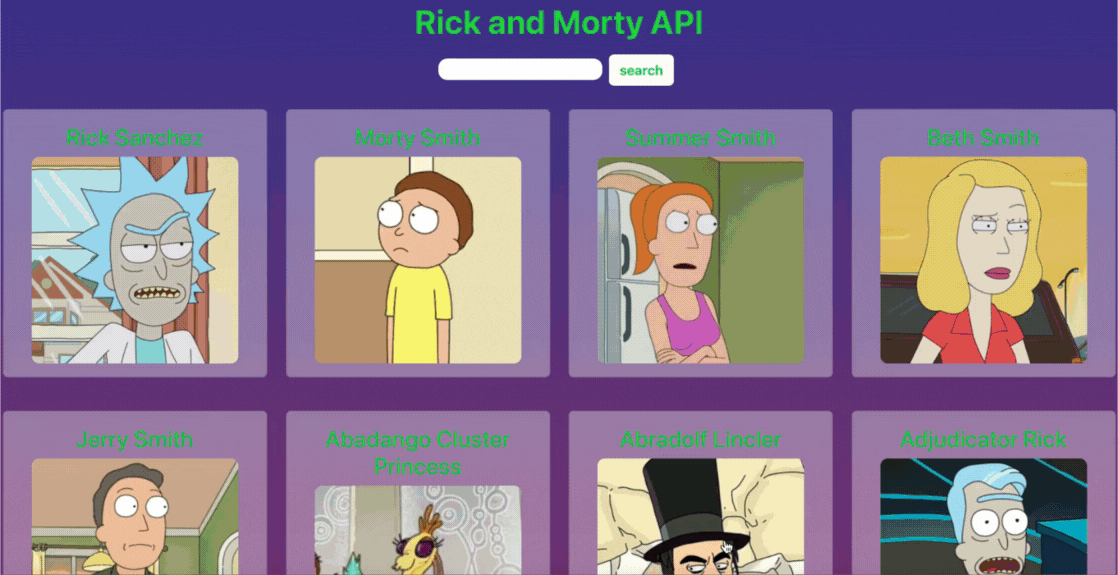 Rick and Morty API
search
Rick Sanchez
Morty Smith
Summer Smith
Beth Smith
Jerry Smith
Abadango Cluster
Princess
Abradolf Lincler
Adjudicator Rick